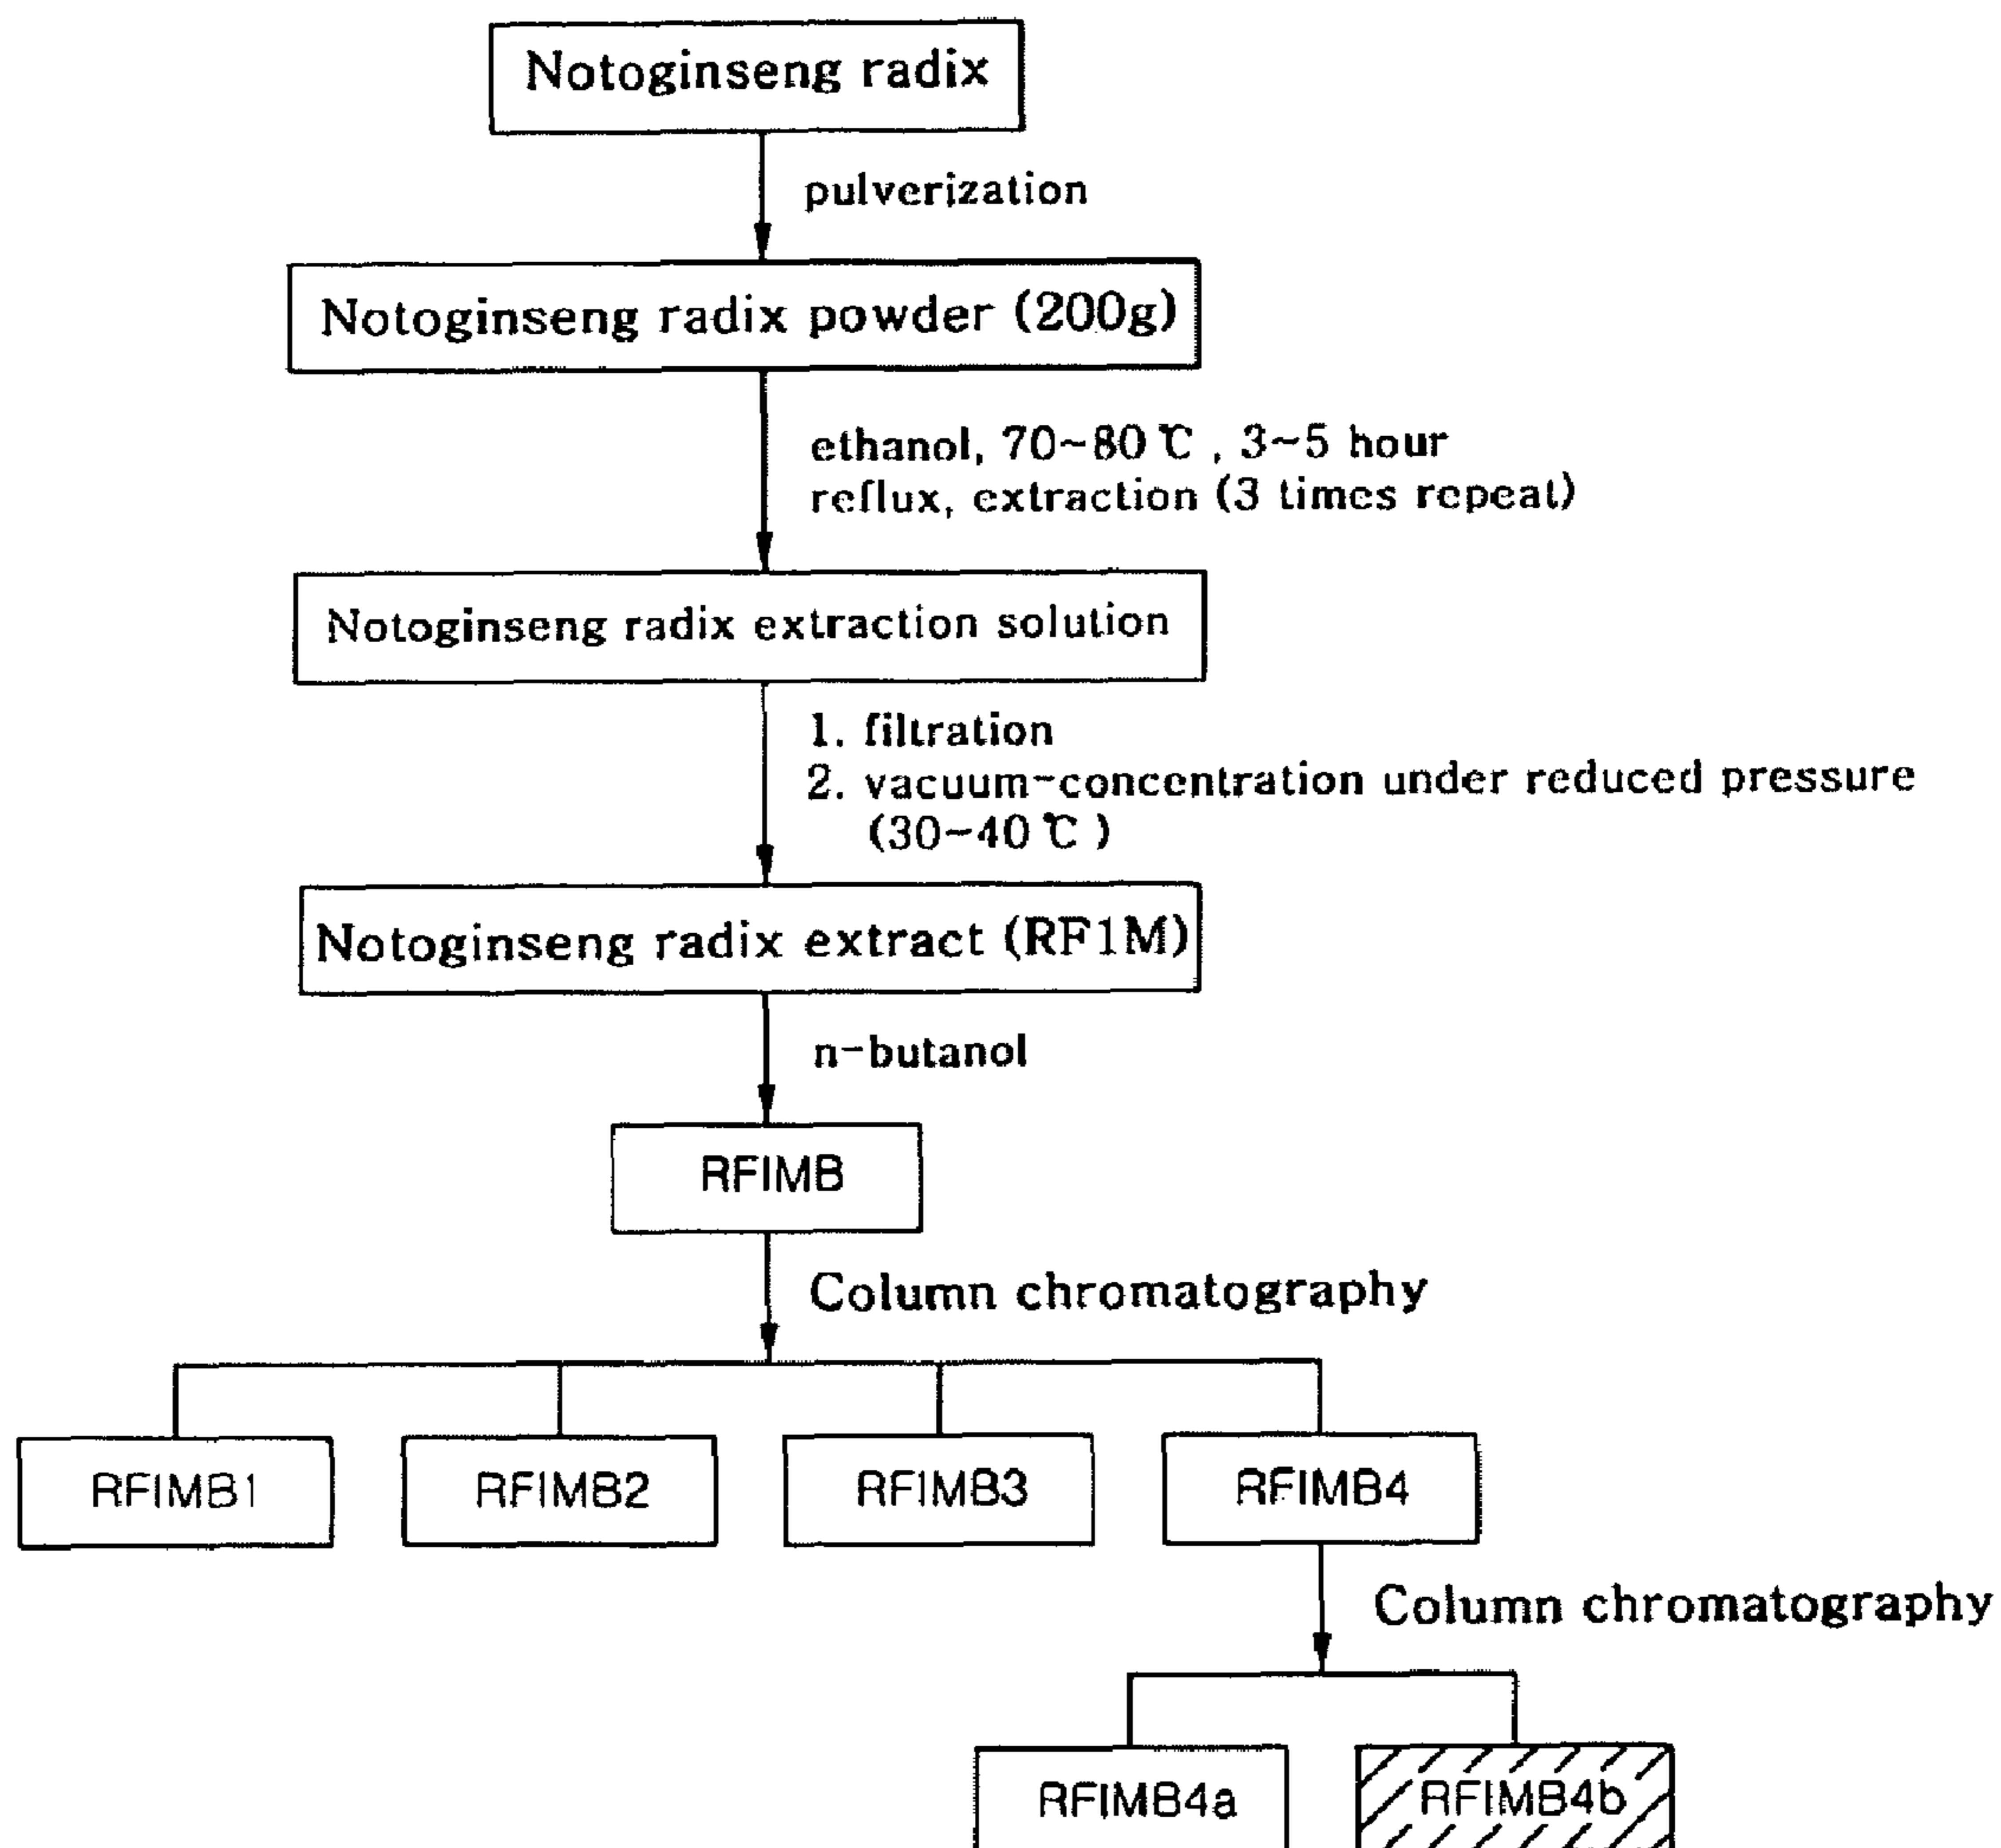 Notoginseng radix
pulverization
Notoginseng radix powder (200g)
ethanol, 70~80℃, 3~5 hour
reflux, extraction (3 times repeat)
Notoginseng radix extraction solution
1. filtration
2. vacuum-concentration under reduced pressure
(30~40℃)
Notoginseng radix extract (RF1M)
n-butanol
RFIMB
Column chromatography
RFIMB1
RFIMB2
RFIMB3
RFIMB4
Column chromatography
RFIMB4a
RFIMB4b